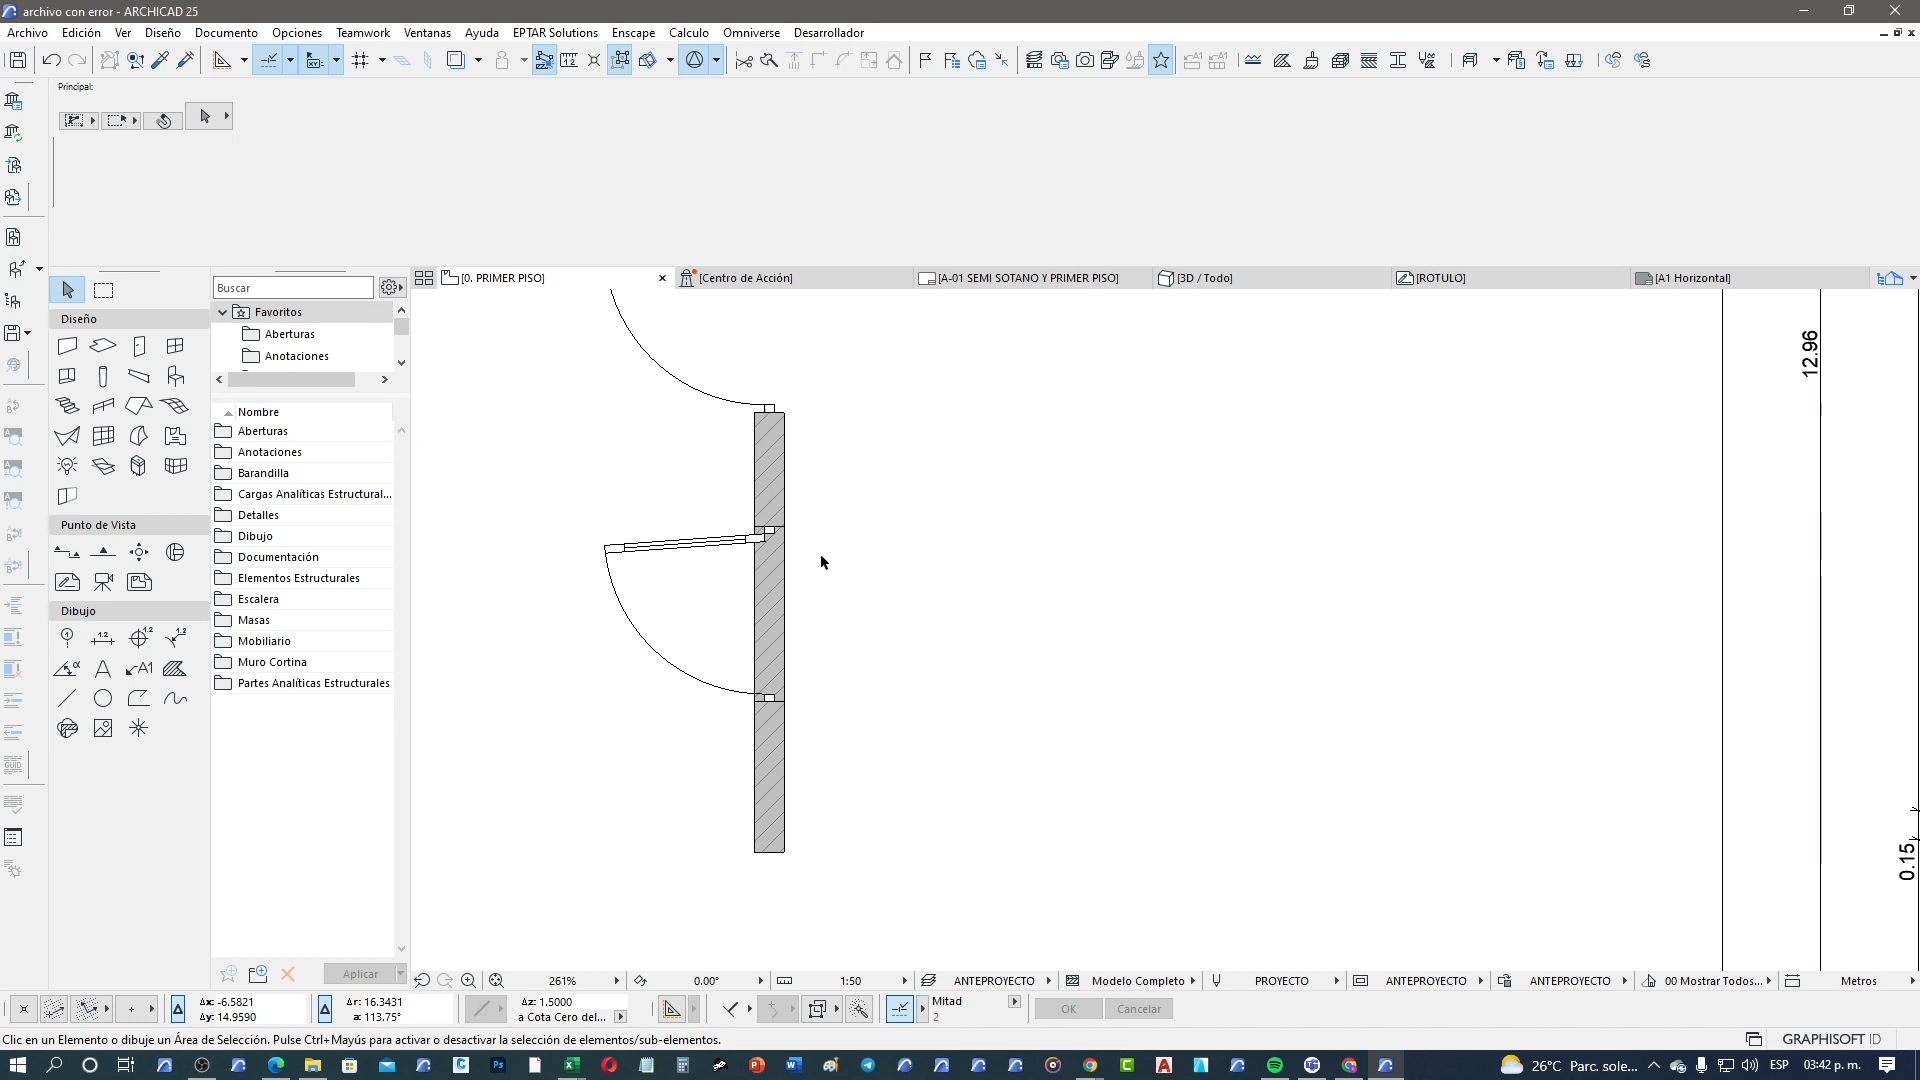 archivo con error - ARCHICAD 25
Archivo Edición Ver Diseño Documento Opciones Teamwork Ventanas Ayuda EPTAR Solutions Enscape Calculo Omniverse Desarrollador
Principal:
Buscar
[0. PRIMER PISO]
[Centro de Acción]
[A-01 SEMI SOTANO Y PRIMER PISO]
[3D / Todo]
[ROTULO]
[A1 Horizontal]
Diseño
Favoritos
Aberturas
Anotaciones
Nombre
Aberturas
Anotaciones
Barandilla
Cargas Analíticas Estructural...
Detalles
Dibujo
Documentación
Elementos Estructurales
Escalera
Masas
Mobiliario
Muro Cortina
Partes Analíticas Estructurales
Punto de Vista
Dibujo
12.96
0.15
Aplicar
261%
0.00°
1:50
ANTEPROYECTO
Modelo Completo
PROYECTO
ANTEPROYECTO
ANTEPROYECTO
00 Mostrar Todos...
Metros
Δx: -6.5821
Δy: 14.9590
Δr: 16.3431
a: 113.75°
Δz: 1.5000
a Cota Cero del...
Mitad
2
OK
Cancelar
Clic en un Elemento o dibuje un Área de Selección. Pulse Ctrl+Mayús para activar o desactivar la selección de elementos/sub-elementos.
GRAPHISOFT ID
26°C Parc. sole...
ESP
03:42 p. m.